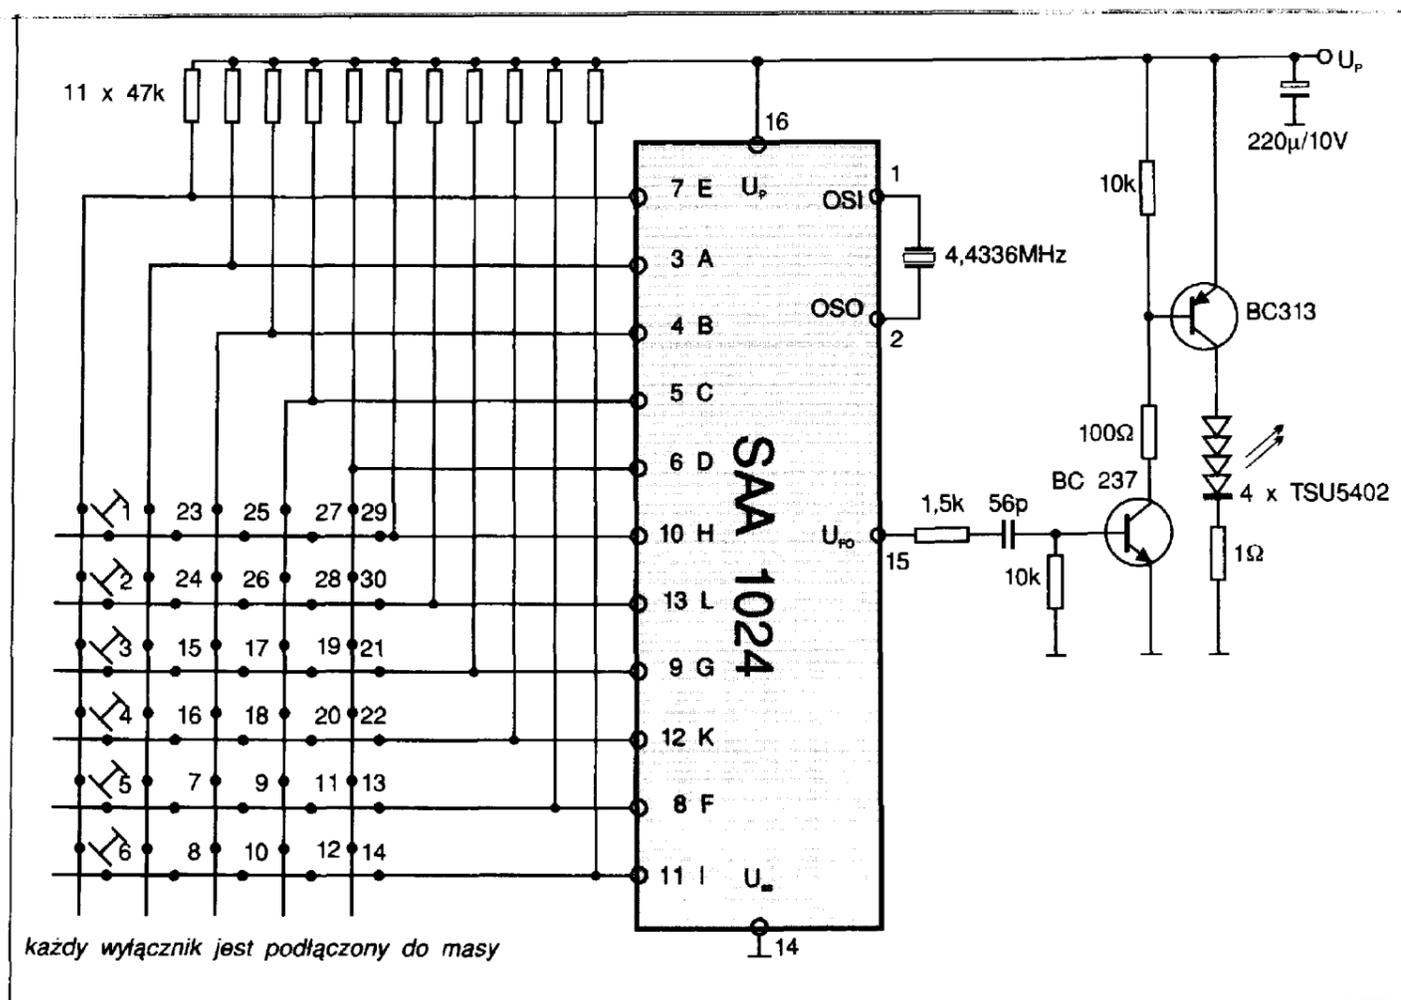 11 x 47k
16
U_P
220µ/10V
10k
7 E
U_P
OSI
1
4,4336MHz
3 A
OSO
2
BC313
4 B
5 C
100Ω
6 D
SAA 1024
BC 237
4 x TSU5402
1 23 25 27 29
10 H
U_FO
15
1,5k
56p
10k
1Ω
2 24 26 28 30
13 L
3 15 17 19 21
9 G
4 16 18 20 22
12 K
5 7 9 11 13
8 F
6 8 10 12 14
11 I
U_ss
14
każdy wyłącznik jest podłączony do masy